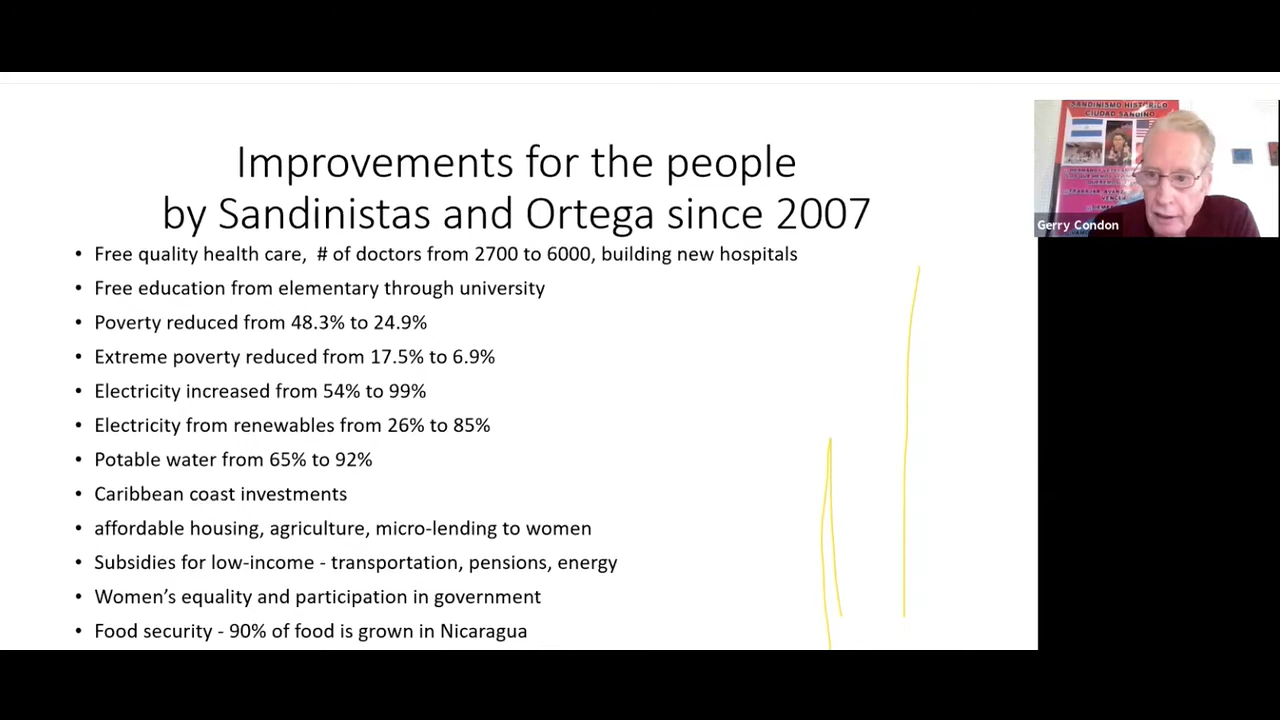 Improvements for the people
by Sandinistas and Ortega since 2007
• Free quality health care,  # of doctors from 2700 to 6000, building new hospitals
• Free education from elementary through university
• Poverty reduced from 48.3% to 24.9%
• Extreme poverty reduced from 17.5% to 6.9%
• Electricity increased from 54% to 99%
• Electricity from renewables from 26% to 85%
• Potable water from 65% to 92%
• Caribbean coast investments
• affordable housing, agriculture, micro-lending to women
• Subsidies for low-income - transportation, pensions, energy
• Women’s equality and participation in government
• Food security - 90% of food is grown in Nicaragua
SANDINISMO HISTORICO
CIUDAD SANDINO
Gerry Condon